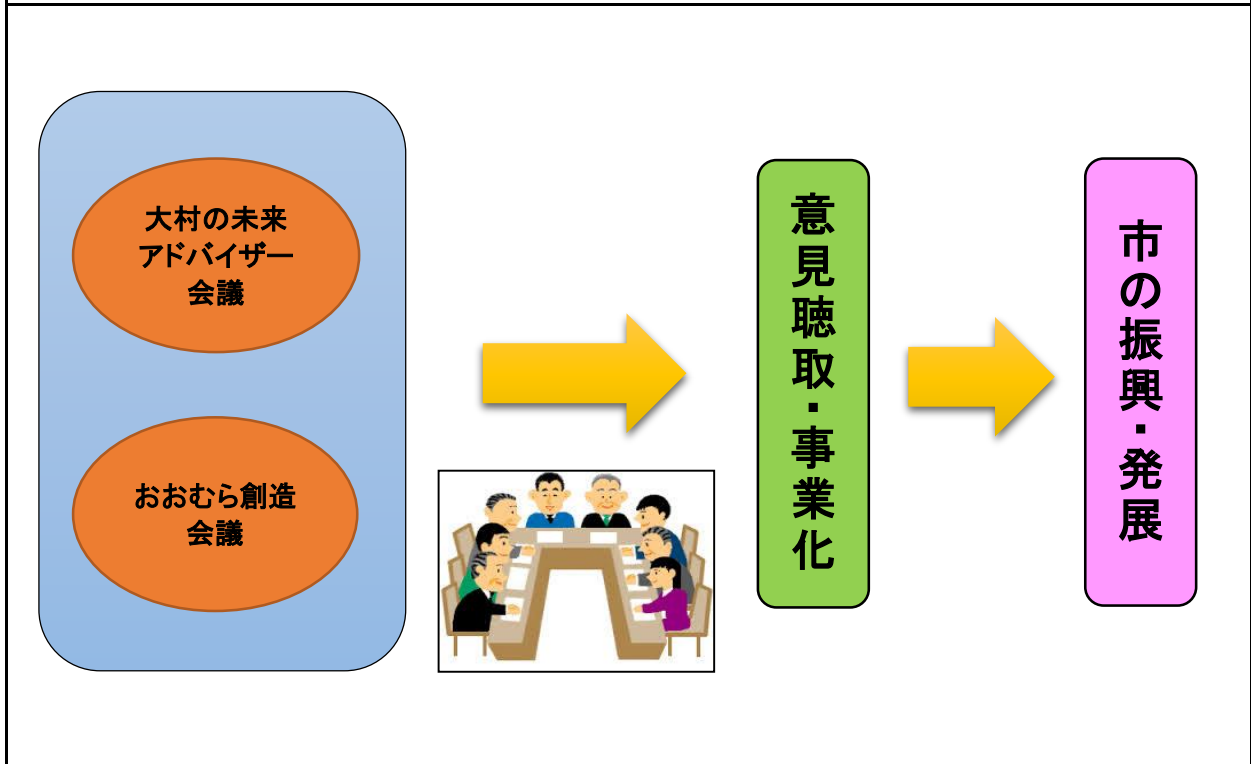 大村の未来
アドバイザー
会議
おおむら創造
会議
意見聴取・事業化
市の振興・発展